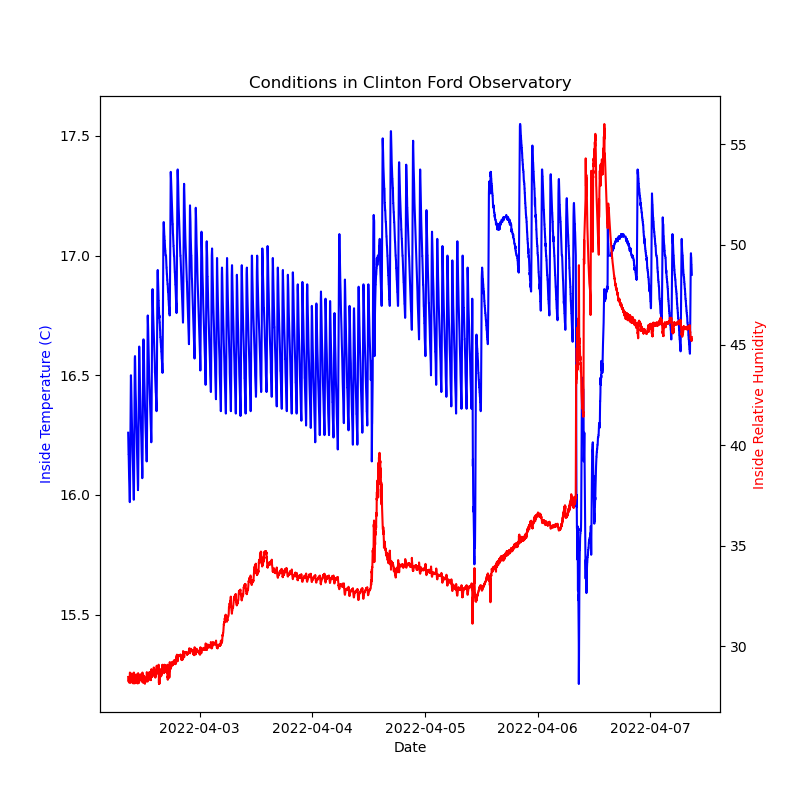 Conditions in Clinton Ford Observatory
Inside Temperature (C)
17.5
17.0
16.5
16.0
15.5
55
50
45
40
35
30
Inside Relative Humidity
2022-04-03 2022-04-04 2022-04-05 2022-04-06 2022-04-07
Date